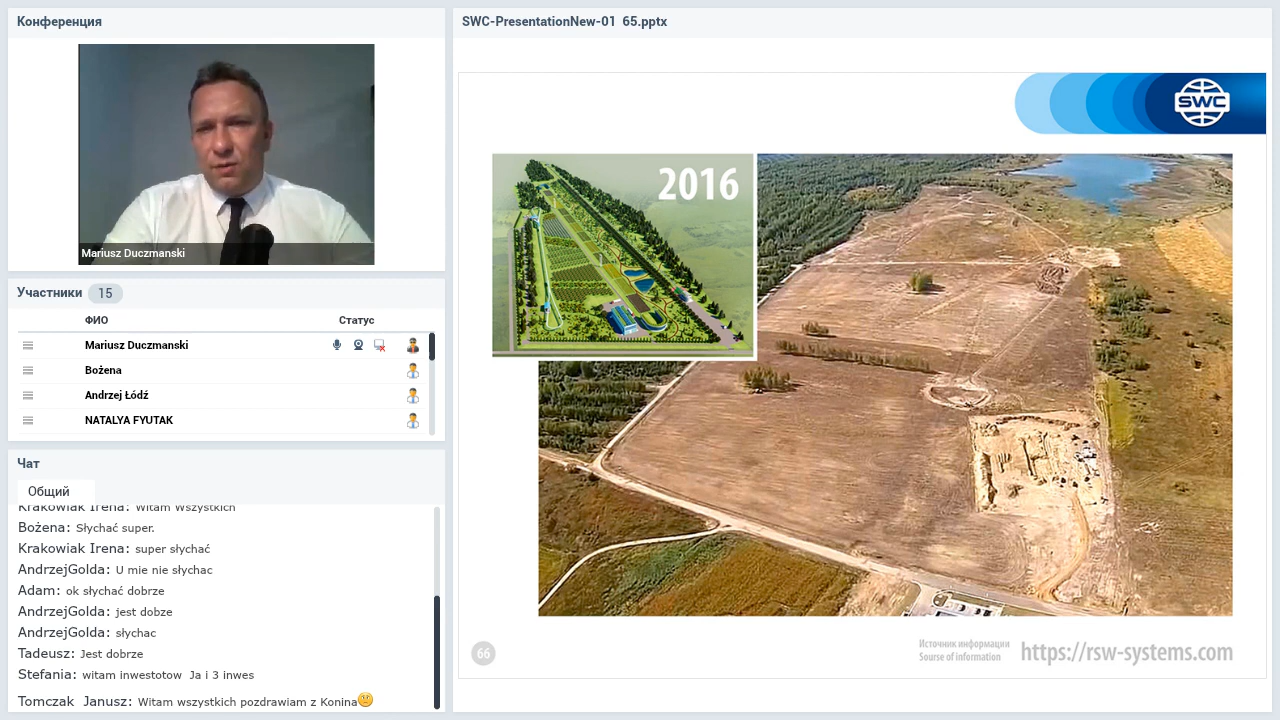 Конференция
Mariusz Duczmanski
Участники 15
ФИО Статус
Mariusz Duczmanski
Bożena
Andrzej Łódź
NATALYA FYUTAK
Чат
Общий
Krakowiak Irena: Witam Wszystkich
Bożena: Słychać super.
Krakowiak Irena: super słychać
AndrzejGolda: U mie nie słychac
Adam: ok słychać dobrze
AndrzejGolda: jest dobze
AndrzejGolda: słychac
Tadeusz: Jest dobrze
Stefania: witam inwestotow Ja i 3 inwes
Tomczak Janusz: Witam wszystkich pozdrawiam z Konina
SWC-PresentationNew-01 65.pptx
SWC
2016
66
Источник информации
Sourse of information
https://rsw-systems.com